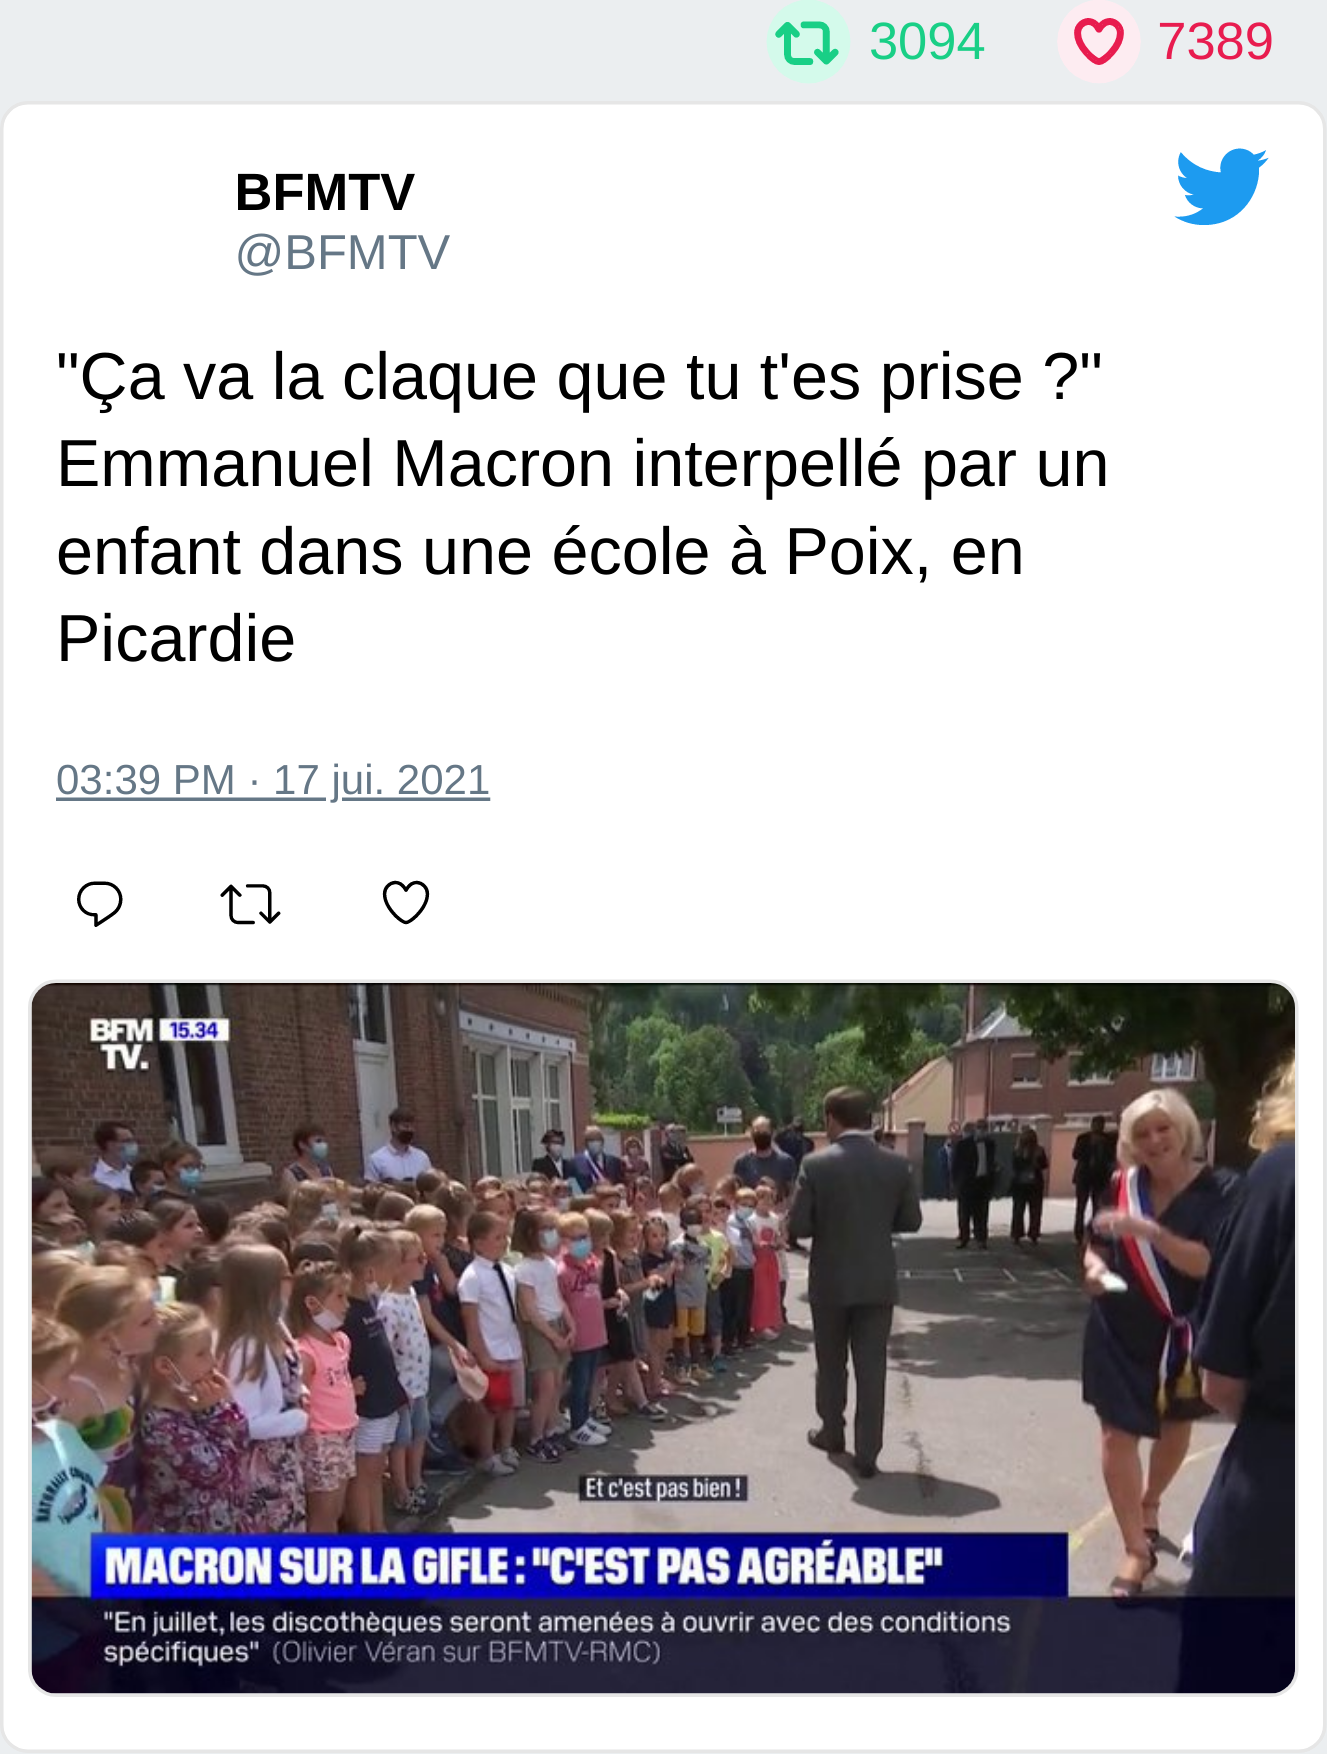 3094 7389
BFMTV
@BFMTV
"Ça va la claque que tu t'es prise ?"
Emmanuel Macron interpellé par un
enfant dans une école à Poix, en
Picardie
03:39 PM · 17 jui. 2021
BFM 15.34
TV.
Et c'est pas bien !
MACRON SUR LA GIFLE : "C'EST PAS AGRÉABLE"
"En juillet, les discothèques seront amenées à ouvrir avec des conditions
spécifiques" (Olivier Véran sur BFMTV-RMC)